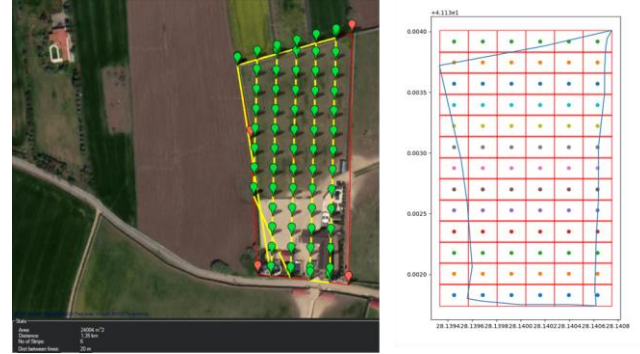 Stats
Area: 24004 m^2
Distance: 1.35 km
No of Strips: 6
Dist between lines: 20 m
+4.113e1
0.0040
0.0035
0.0030
0.0025
0.0020
28.1394 28.1396 28.1398 28.1400 28.1402 28.1404 28.1406 28.1408